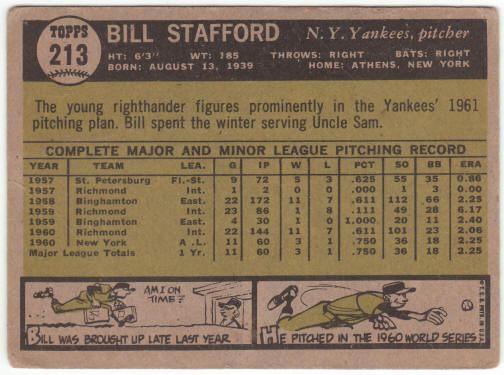 TOPPS
213
BILL STAFFORD
N. Y. Yankees, pitcher
HT: 6'3" WT: 185 THROWS: RIGHT BATS: RIGHT
BORN: AUGUST 13, 1939 HOME: ATHENS, NEW YORK
The young righthander figures prominently in the Yankees' 1961
pitching plan. Bill spent the winter serving Uncle Sam.
COMPLETE MAJOR AND MINOR LEAGUE PITCHING RECORD
YEAR TEAM LEA. G IP W L PCT SO BB ERA
1957 St. Petersburg Fl.-St. 9 72 5 3 .625 55 35 0.86
1957 Richmond Int. 1 2 0 0 .000 1 3 0.00
1958 Binghamton East. 22 172 11 7 .611 112 66 2.25
1959 Richmond Int. 23 86 1 8 .111 49 28 6.17
1959 Binghamton East. 4 30 1 0 1.000 20 11 2.40
1960 Richmond Int. 22 144 11 7 .611 101 23 2.06
1960 New York A.L. 11 60 3 1 .750 36 18 2.25
Major League Totals 1 Yr. 11 60 3 1 .750 36 18 2.25
AM I ON
TIME?
BILL WAS BROUGHT UP LATE LAST YEAR.
HE PITCHED IN THE 1960 WORLD SERIES
© T.C.G. PRTD. IN U.S.A.